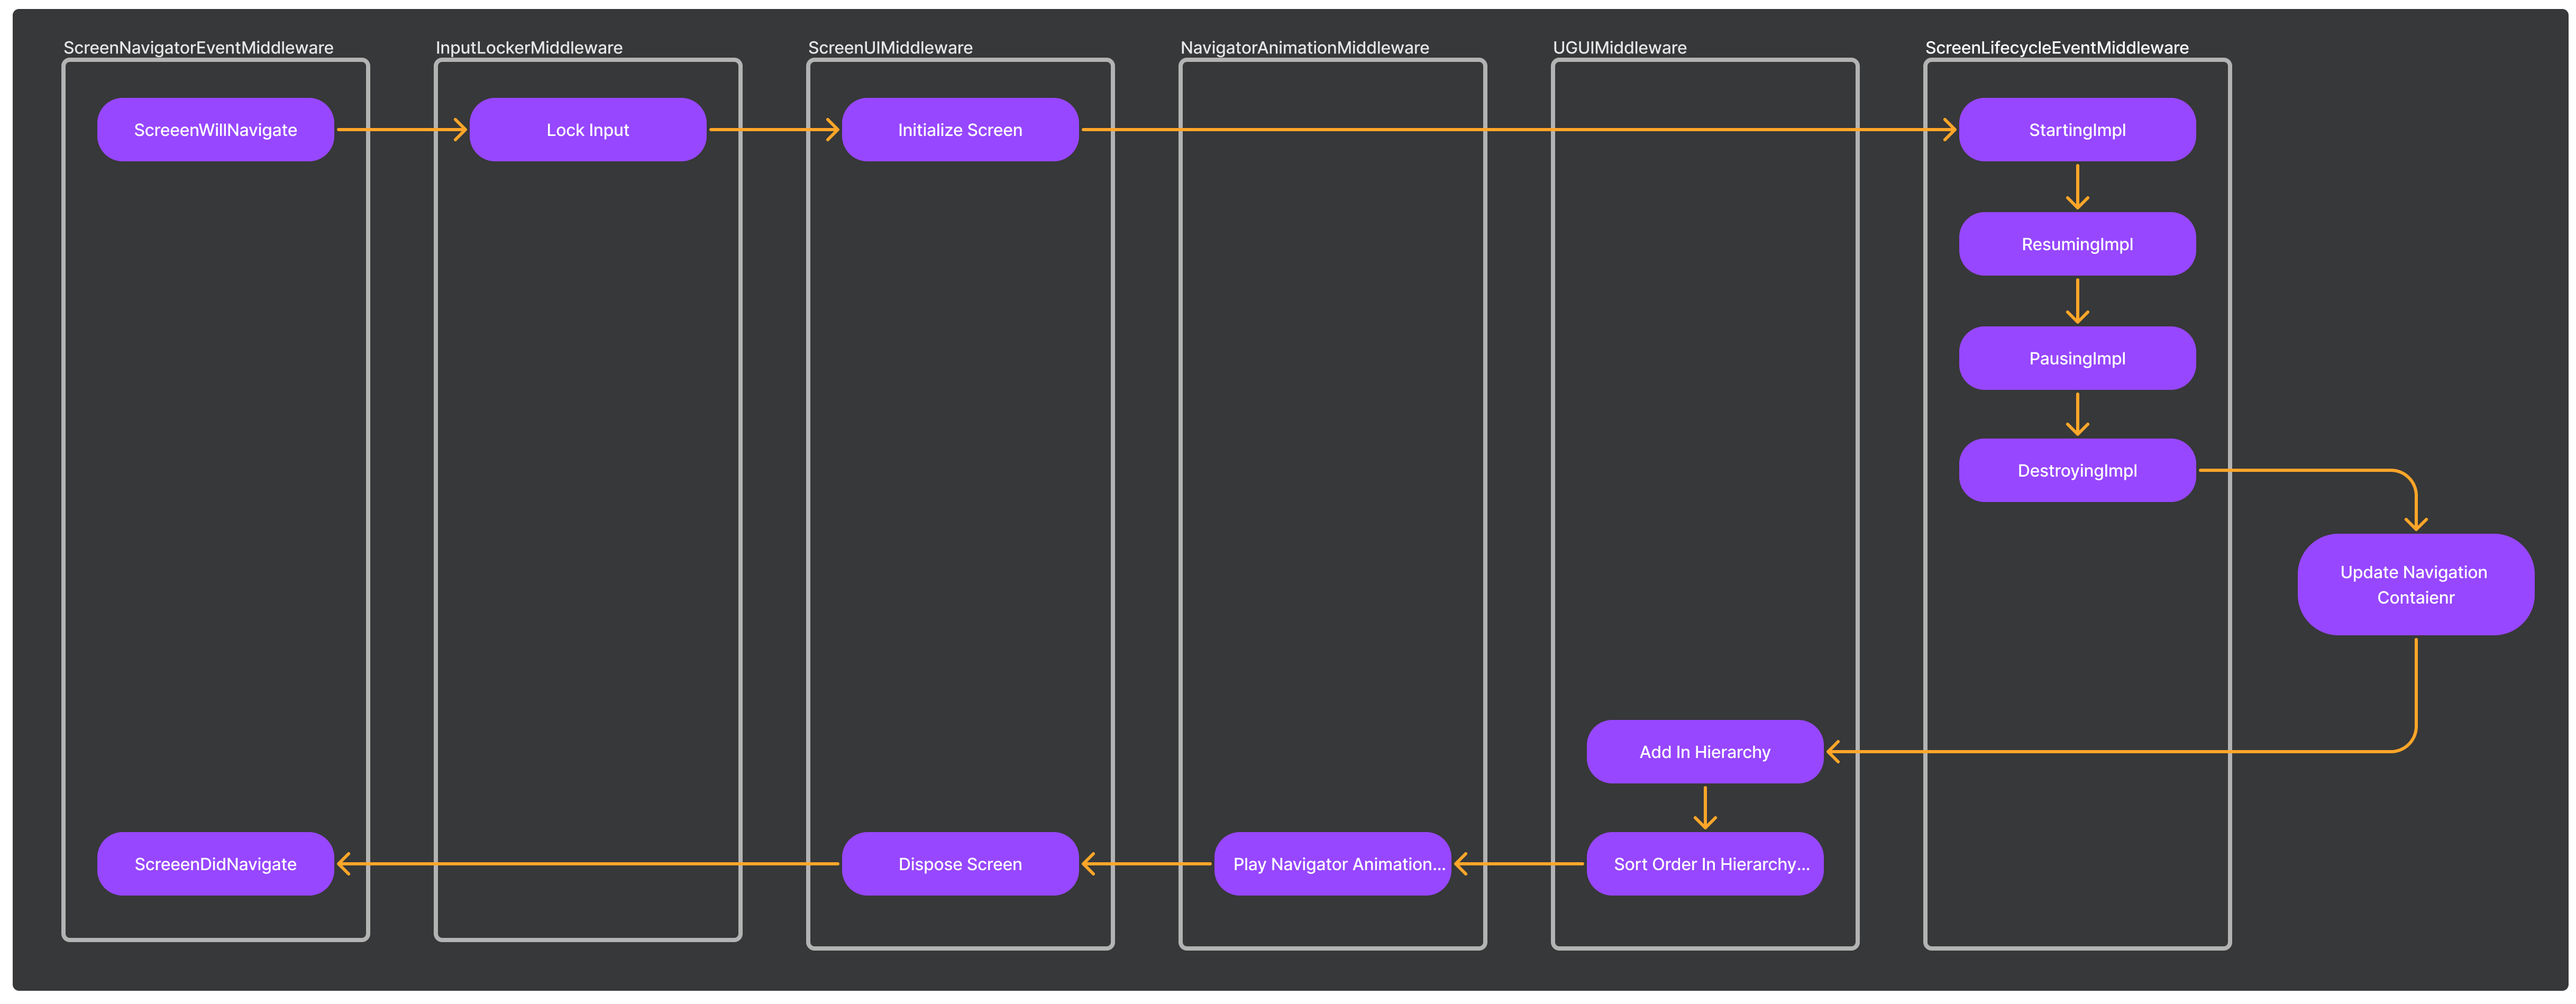 ScreenNavigatorEventMiddleware
InputLockerMiddleware
ScreenUIMiddleware
NavigatorAnimationMiddleware
UGUIMiddleware
ScreenLifecycleEventMiddleware
ScreeenWillNavigate
Lock Input
Initialize Screen
StartingImpl
ResumingImpl
PausingImpl
DestroyingImpl
Update Navigation
Contaienr
Add In Hierarchy
ScreeenDidNavigate
Dispose Screen
Play Navigator Animation...
Sort Order In Hierarchy...